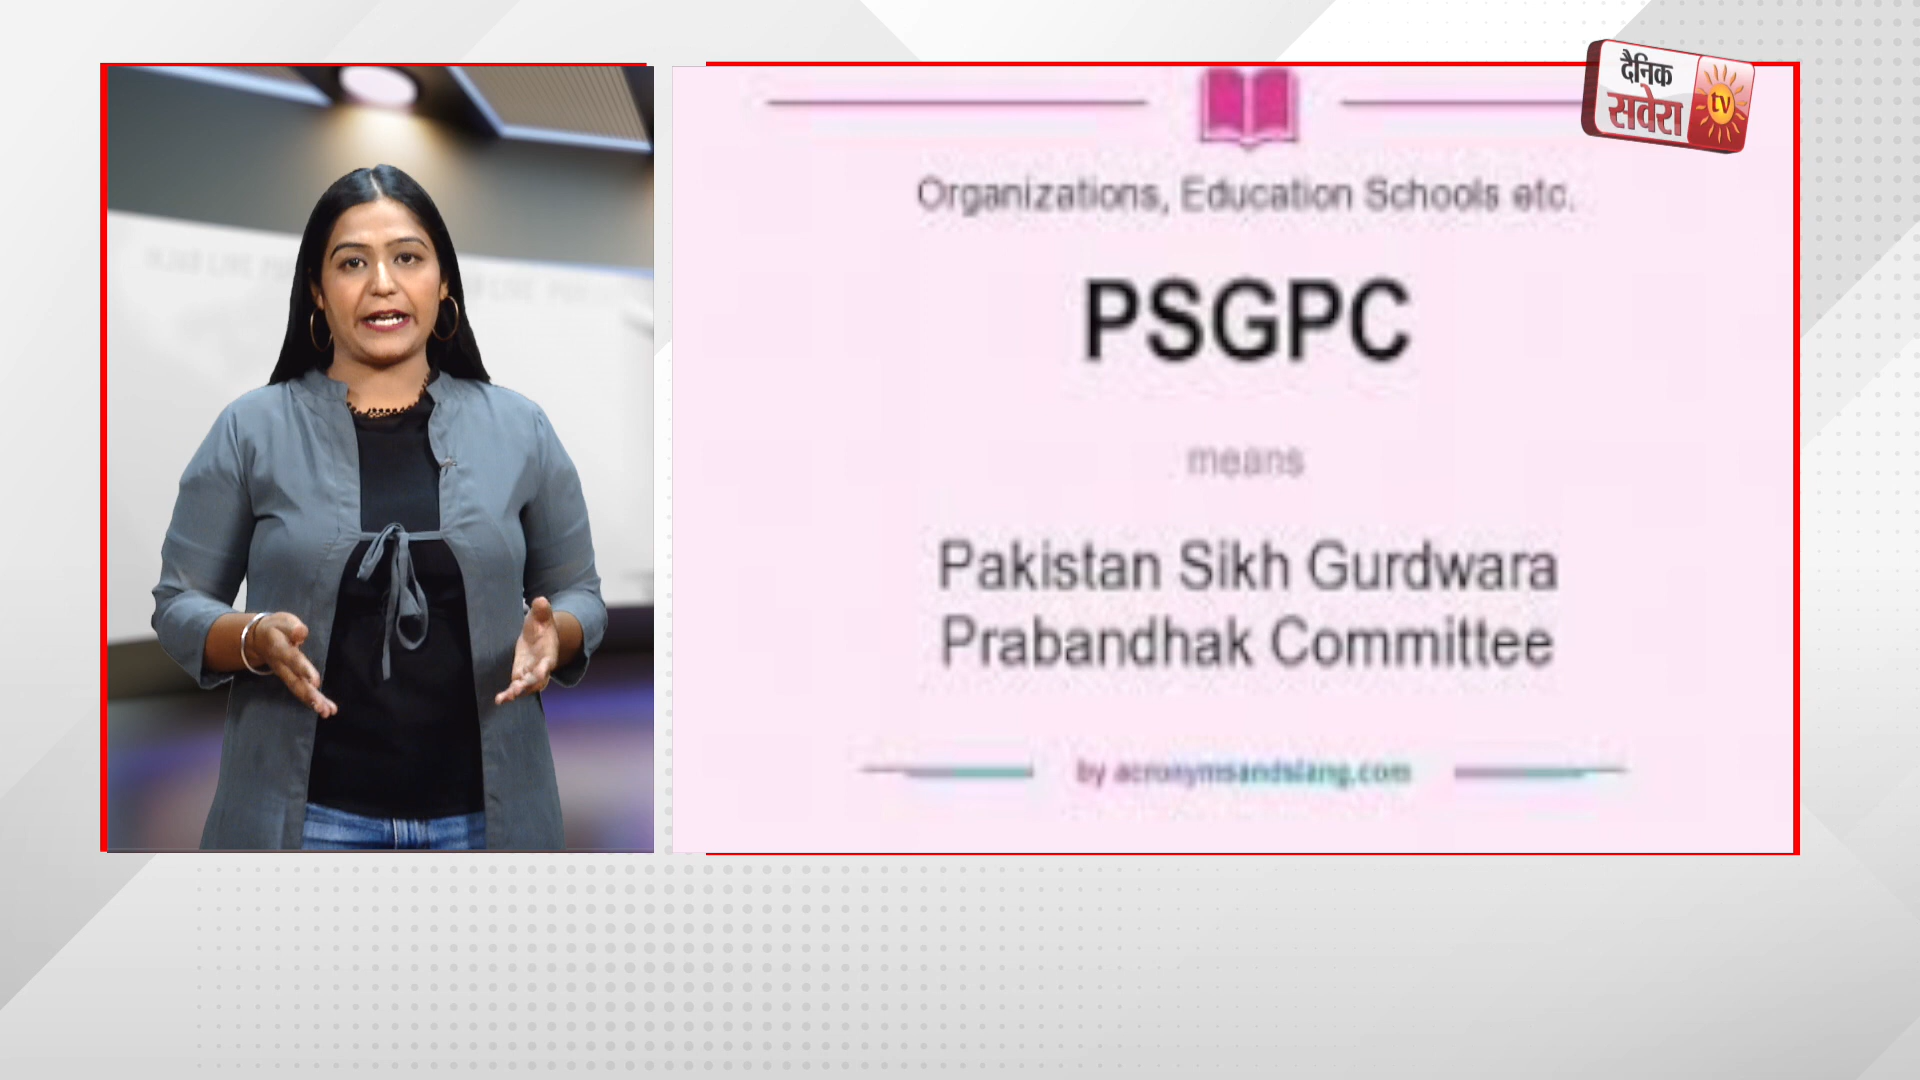 दैनिक
सवेरा
tv
Organizations, Education Schools etc.
PSGPC
means
Pakistan Sikh Gurdwara
Prabandhak Committee
by acronymsandslang.com